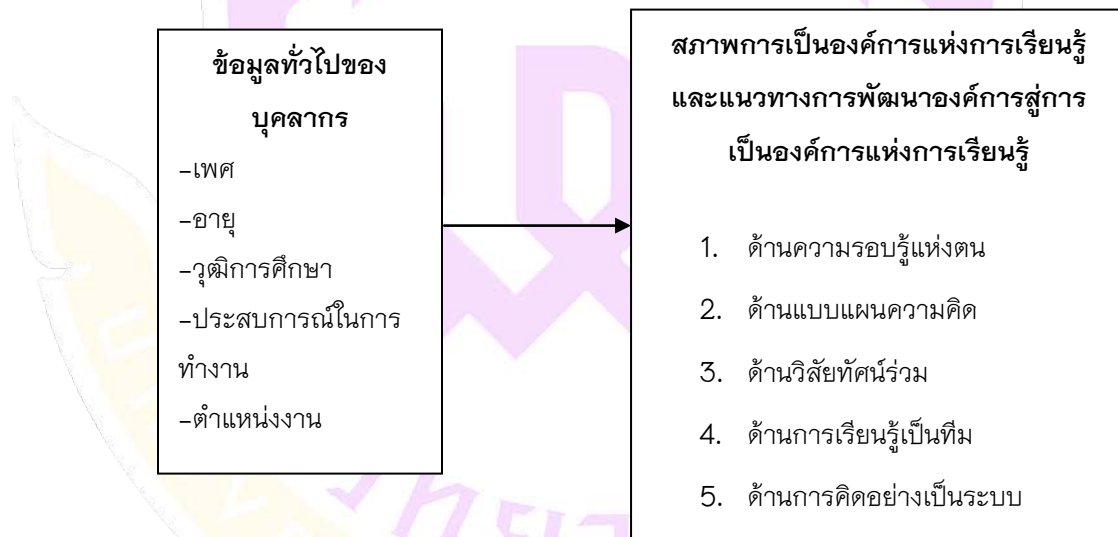 ข้อมูลทั่วไปของ
บุคลากร
-เพศ
-อายุ
-วุฒิการศึกษา
-ประสบการณ์ในการ
ทำงาน
-ตำแหน่งงาน
สภาพการเป็นองค์การแห่งการเรียนรู้
และแนวทางการพัฒนาองค์การสู่การ
เป็นองค์การแห่งการเรียนรู้
1. ด้านความรอบรู้แห่งตน
2. ด้านแบบแผนความคิด
3. ด้านวิสัยทัศน์ร่วม
4. ด้านการเรียนรู้เป็นทีม
5. ด้านการคิดอย่างเป็นระบบ